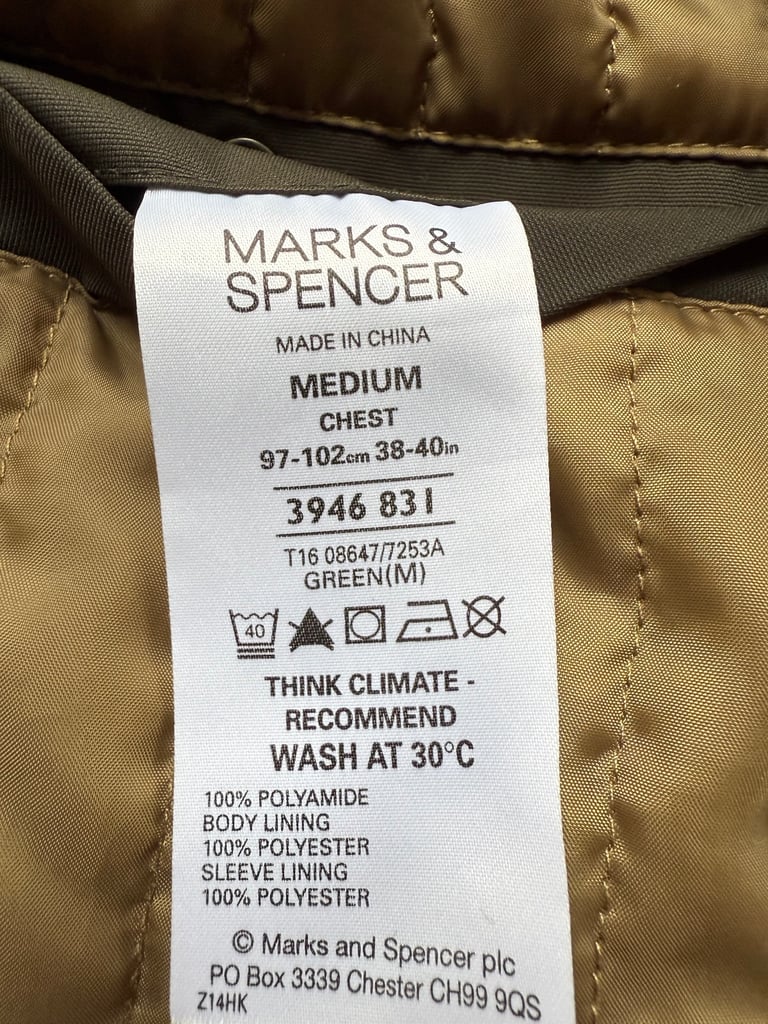 MARKS &
SPENCER
MADE IN CHINA
MEDIUM
CHEST
97-102cm 38-40in
3946 831
T16 08647/7253A
GREEN(M)
40
THINK CLIMATE -
RECOMMEND
WASH AT 30°C
100% POLYAMIDE
BODY LINING
100% POLYESTER
SLEEVE LINING
100% POLYESTER
© Marks and Spencer plc
PO Box 3339 Chester CH99 9QS
Z14HK